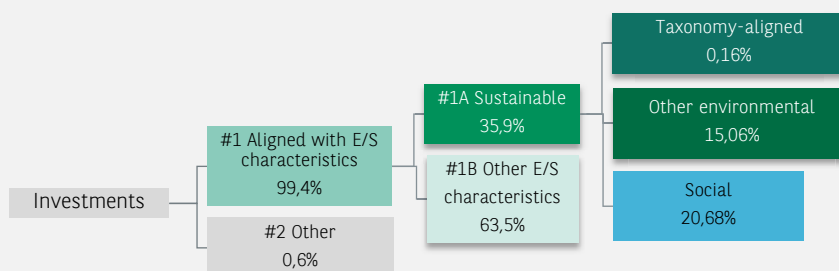 Investments
#1 Aligned with E/S
characteristics
99,4%
#2 Other
0,6%
#1A Sustainable
35,9%
#1B Other E/S
characteristics
63,5%
Taxonomy-aligned
0,16%
Other environmental
15,06%
Social
20,68%